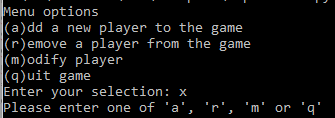 Menu options
(a)dd a new player to the game
(r)emove a player from the game
(m)odify player
(q)uit game
Enter your selection: x
Please enter one of 'a', 'r', 'm' or 'q'